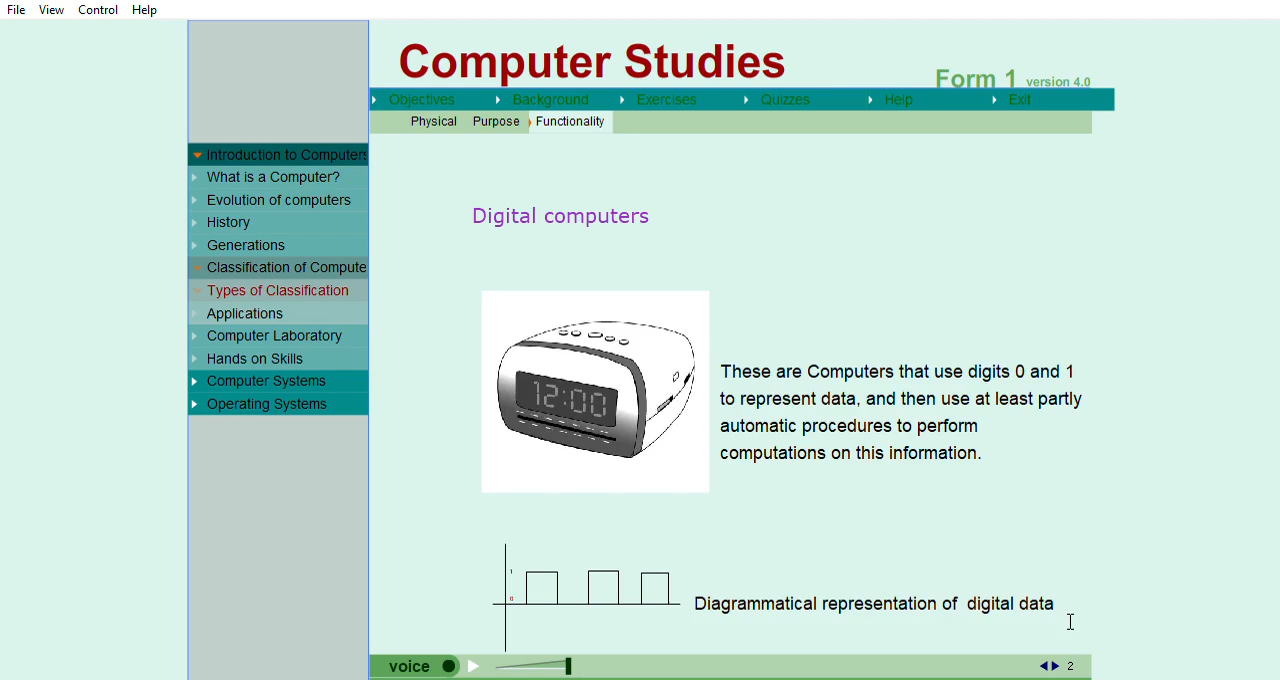 File View Control Help
Computer Studies
Form 1 version 4.0
Objectives Background Exercises Quizzes Help Exit
Physical Purpose Functionality
Introduction to Computers
What is a Computer?
Evolution of computers
History
Generations
Classification of Compute
Types of Classification
Applications
Computer Laboratory
Hands on Skills
Computer Systems
Operating Systems
Digital computers
12:00
These are Computers that use digits 0 and 1
to represent data, and then use at least partly
automatic procedures to perform
computations on this information.
1
0
Diagrammatical representation of digital data
voice
2